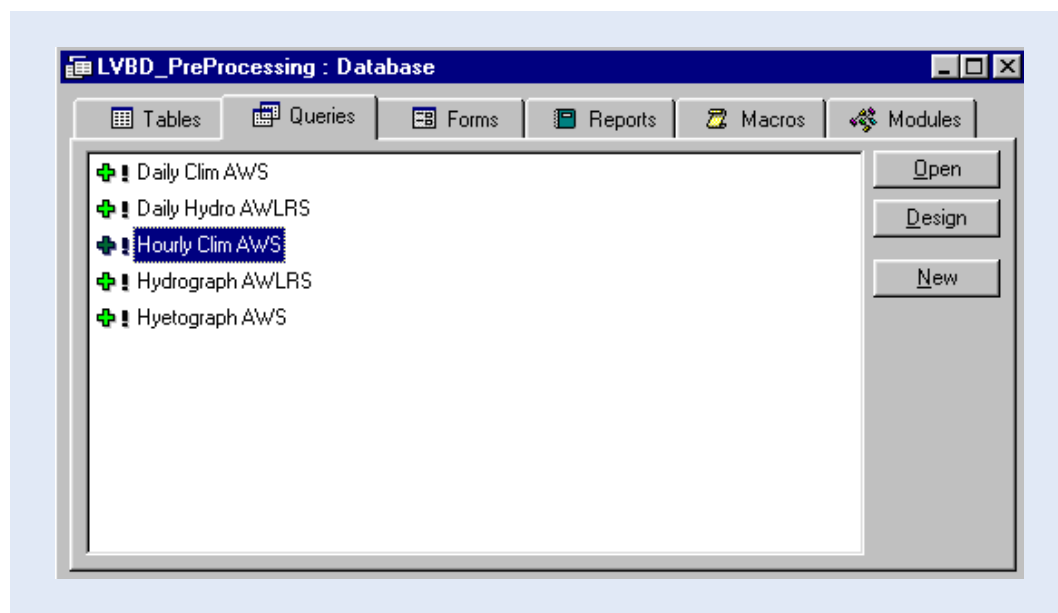 LVBD_PreProcessing : Database
Tables Queries Forms Reports Macros Modules
Daily Clim AWS
Daily Hydro AWLRS
Hourly Clim AWS
Hydrograph AWLRS
Hyetograph AWS
Open
Design
New